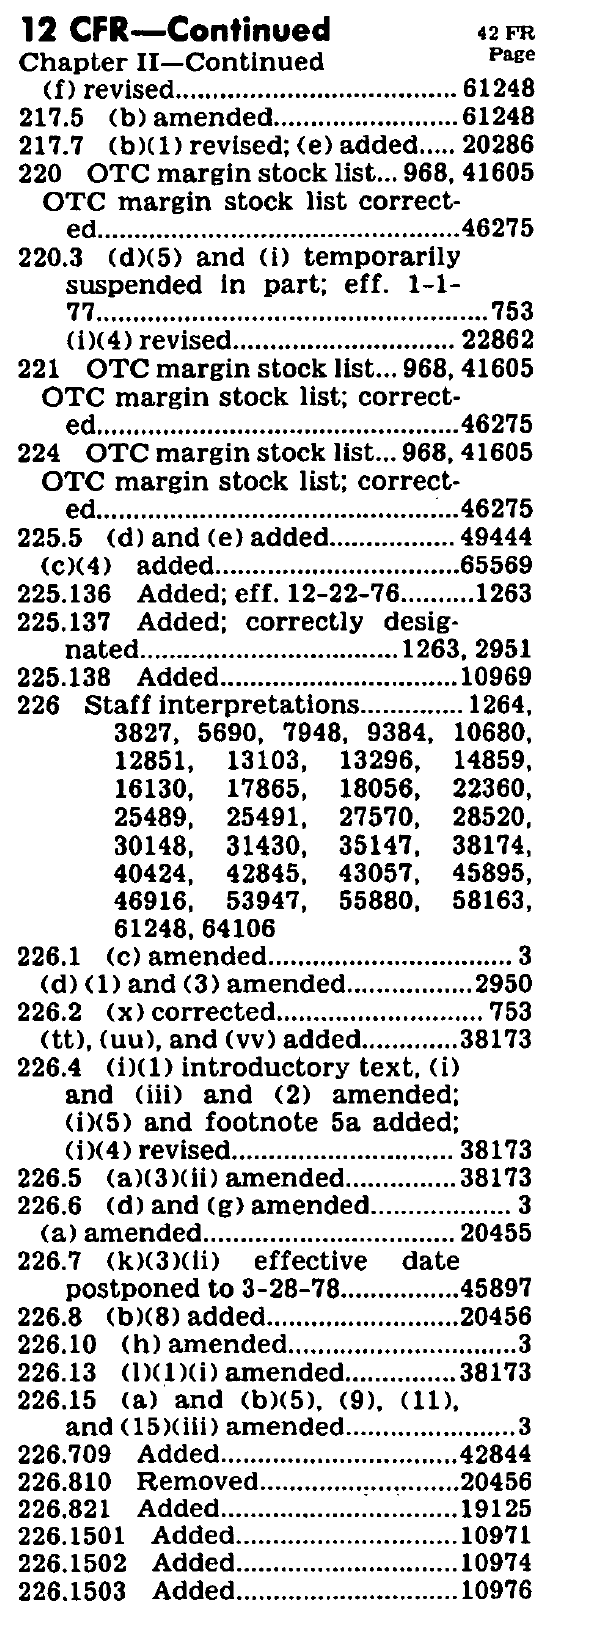 12 CFR—Continued
42 FR
Page
Chapter II—Continued
(f) revised...................................... 61248
217.5 (b) amended......................... 61248
217.7 (b)(1) revised; (e) added..... 20286
220 OTC margin stock list... 968, 41605
OTC margin stock list correct-
ed.................................................46275
220.3 (d)(5) and (i) temporarily
suspended in part; eff. 1-1-
77..................................................... 753
(i)(4) revised.............................. 22862
221 OTC margin stock list... 968, 41605
OTC margin stock list; correct-
ed.................................................46275
224 OTC margin stock list... 968, 41605
OTC margin stock list; correct-
ed.................................................46275
225.5 (d) and (e) added................. 49444
(c)(4) added.................................65569
225.136 Added; eff. 12-22-76..........1263
225.137 Added; correctly desig-
nated................................... 1263, 2951
225.138 Added................................10969
226 Staff interpretations.............. 1264,
3827, 5690, 7948, 9384, 10680,
12851, 13103, 13296, 14859,
16130, 17865, 18056, 22360,
25489, 25491, 27570, 28520,
30148, 31430, 35147, 38174,
40424, 42845, 43057, 45895,
46916, 53947, 55880, 58163,
61248, 64106
226.1 (c) amended................................. 3
(d) (1) and (3) amended.................2950
226.2 (x) corrected............................ 753
(tt), (uu), and (vv) added.............38173
226.4 (i)(1) introductory text, (i)
and (iii) and (2) amended;
(i)(5) and footnote 5a added;
(i)(4) revised.............................. 38173
226.5 (a)(3)(ii) amended...............38173
226.6 (d) and (g) amended................... 3
(a) amended.................................. 20455
226.7 (k)(3)(ii) effective date
postponed to 3-28-78................45897
226.8 (b)(8) added..........................20456
226.10 (h) amended...............................3
226.13 (l)(1)(i) amended...............38173
226.15 (a) and (b)(5), (9), (11),
and (15)(iii) amended.......................3
226.709 Added................................42844
226.810 Removed...........................20456
226.821 Added................................19125
226.1501 Added..............................10971
226.1502 Added..............................10974
226.1503 Added..............................10976